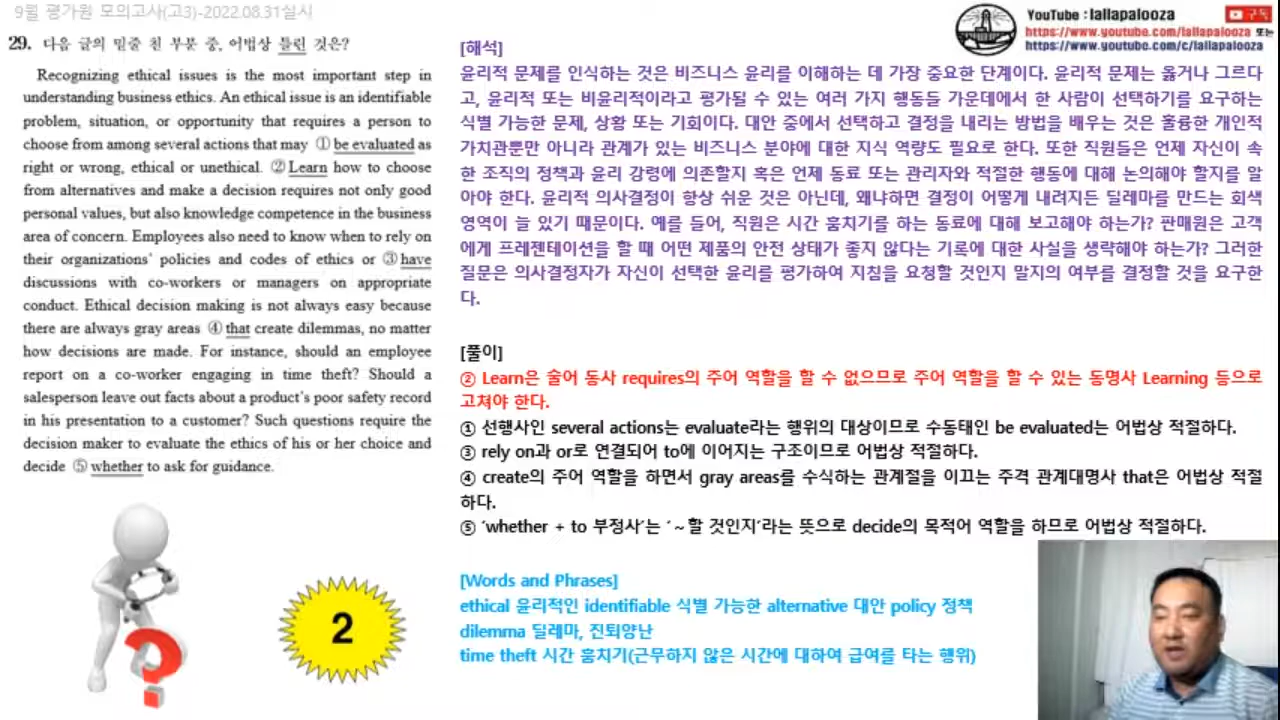 9월 평가원 모의고사(고3)-2022.08.31실시
29. 다음 글의 밑줄 친 부분 중, 어법상 틀린 것은?
Recognizing ethical issues is the most important step in
understanding business ethics. An ethical issue is an identifiable
problem, situation, or opportunity that requires a person to
choose from among several actions that may ① be evaluated as
right or wrong, ethical or unethical. ② Learn how to choose
from alternatives and make a decision requires not only good
personal values, but also knowledge competence in the business
area of concern. Employees also need to know when to rely on
their organizations' policies and codes of ethics or ③ have
discussions with co-workers or managers on appropriate
conduct. Ethical decision making is not always easy because
there are always gray areas ④ that create dilemmas, no matter
how decisions are made. For instance, should an employee
report on a co-worker engaging in time theft? Should a
salesperson leave out facts about a product's poor safety record
in his presentation to a customer? Such questions require the
decision maker to evaluate the ethics of his or her choice and
decide ⑤ whether to ask for guidance.
2
YouTube : lallapalooza
구독
https://www.youtube.com/lallapalooza 또는
https://www.youtube.com/c/lallapalooza
[해석]
윤리적 문제를 인식하는 것은 비즈니스 윤리를 이해하는 데 가장 중요한 단계이다. 윤리적 문제는 옳거나 그르다
고, 윤리적 또는 비윤리적이라고 평가될 수 있는 여러 가지 행동들 가운데에서 한 사람이 선택하기를 요구하는
식별 가능한 문제, 상황 또는 기회이다. 대안 중에서 선택하고 결정을 내리는 방법을 배우는 것은 훌륭한 개인적
가치관뿐만 아니라 관계가 있는 비즈니스 분야에 대한 지식 역량도 필요로 한다. 또한 직원들은 언제 자신이 속
한 조직의 정책과 윤리 강령에 의존할지 혹은 언제 동료 또는 관리자와 적절한 행동에 대해 논의해야 할지를 알
아야 한다. 윤리적 의사결정이 항상 쉬운 것은 아닌데, 왜냐하면 결정이 어떻게 내려지든 딜레마를 만드는 회색
영역이 늘 있기 때문이다. 예를 들어, 직원은 시간 훔치기를 하는 동료에 대해 보고해야 하는가? 판매원은 고객
에게 프레젠테이션을 할 때 어떤 제품의 안전 상태가 좋지 않다는 기록에 대한 사실을 생략해야 하는가? 그러한
질문은 의사결정자가 자신이 선택한 윤리를 평가하여 지침을 요청할 것인지 말지의 여부를 결정할 것을 요구한
다.
[풀이]
② Learn은 술어 동사 requires의 주어 역할을 할 수 없으므로 주어 역할을 할 수 있는 동명사 Learning 등으로
고쳐야 한다.
① 선행사인 several actions는 evaluate라는 행위의 대상이므로 수동태인 be evaluated는 어법상 적절하다.
③ rely on과 or로 연결되어 to에 이어지는 구조이므로 어법상 적절하다.
④ create의 주어 역할을 하면서 gray areas를 수식하는 관계절을 이끄는 주격 관계대명사 that은 어법상 적절
하다.
⑤ 'whether + to 부정사'는 '~할 것인지'라는 뜻으로 decide의 목적어 역할을 하므로 어법상 적절하다.
[Words and Phrases]
ethical 윤리적인 identifiable 식별 가능한 alternative 대안 policy 정책
dilemma 딜레마, 진퇴양난
time theft 시간 훔치기(근무하지 않은 시간에 대하여 급여를 타는 행위)